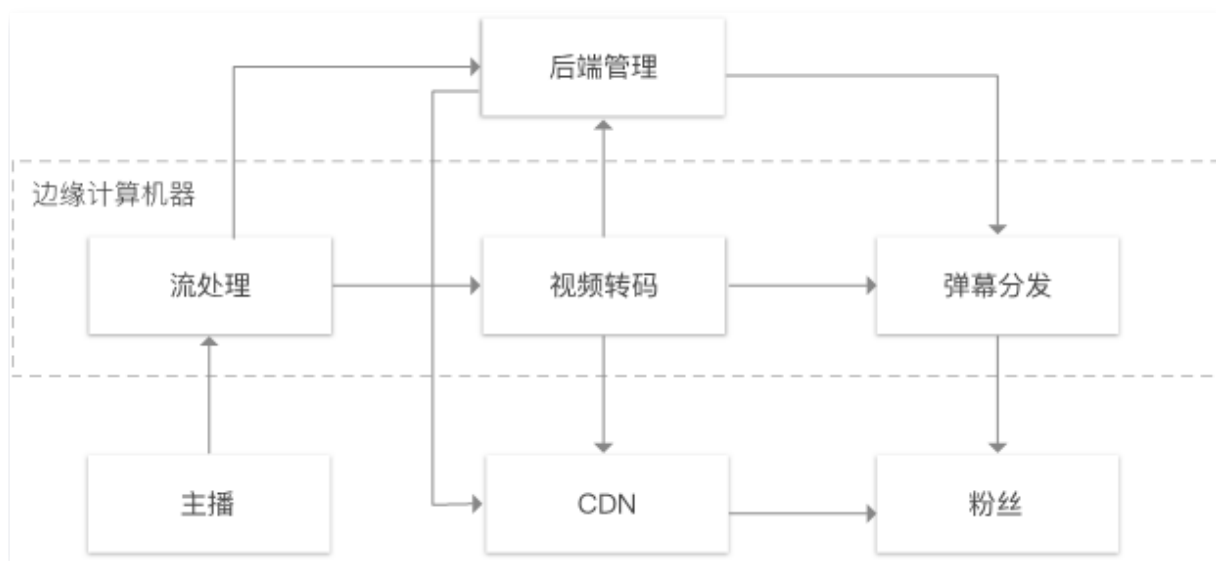 后端管理
边缘计算机器
流处理
视频转码
弹幕分发
主播
CDN
粉丝